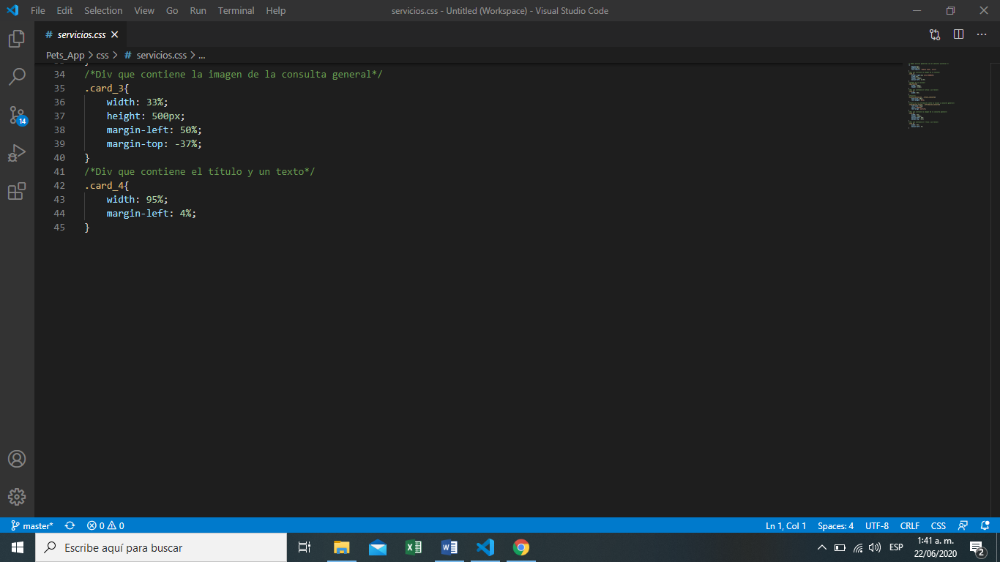 File Edit Selection View Go Run Terminal Help
servicios.css - Untitled (Workspace) - Visual Studio Code
# servicios.css
Pets_App > css > # servicios.css > ...
34 /*Div que contiene la imagen de la consulta general*/
35 .card_3{
36 width: 33%;
37 height: 500px;
38 margin-left: 50%;
39 margin-top: -37%;
40 }
41 /*Div que contiene el título y un texto*/
42 .card_4{
43 width: 95%;
44 margin-left: 4%;
45 }
14
master* 0 0 Ln 1, Col 1 Spaces: 4 UTF-8 CRLF CSS
Escribe aquí para buscar
ESP
1:41 a. m.
22/06/2020
2